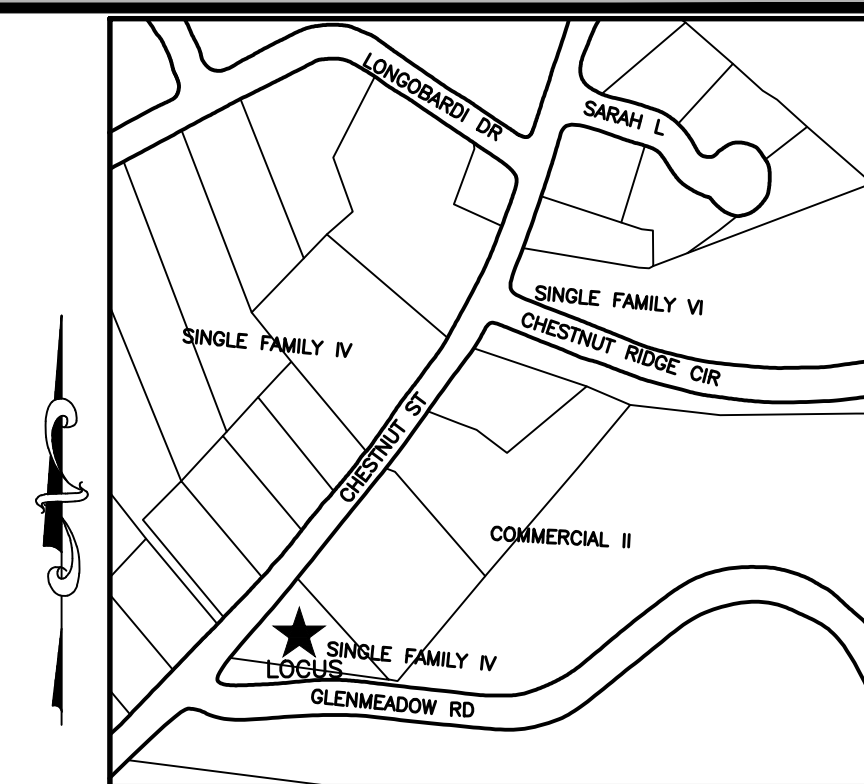 LONGOBARDI DR
SARAH L
SINGLE FAMILY VI
CHESTNUT RIDGE CIR
SINGLE FAMILY IV
CHESTNUT ST
COMMERCIAL II
SINGLE FAMILY IV
LOCUS
GLENMEADOW RD